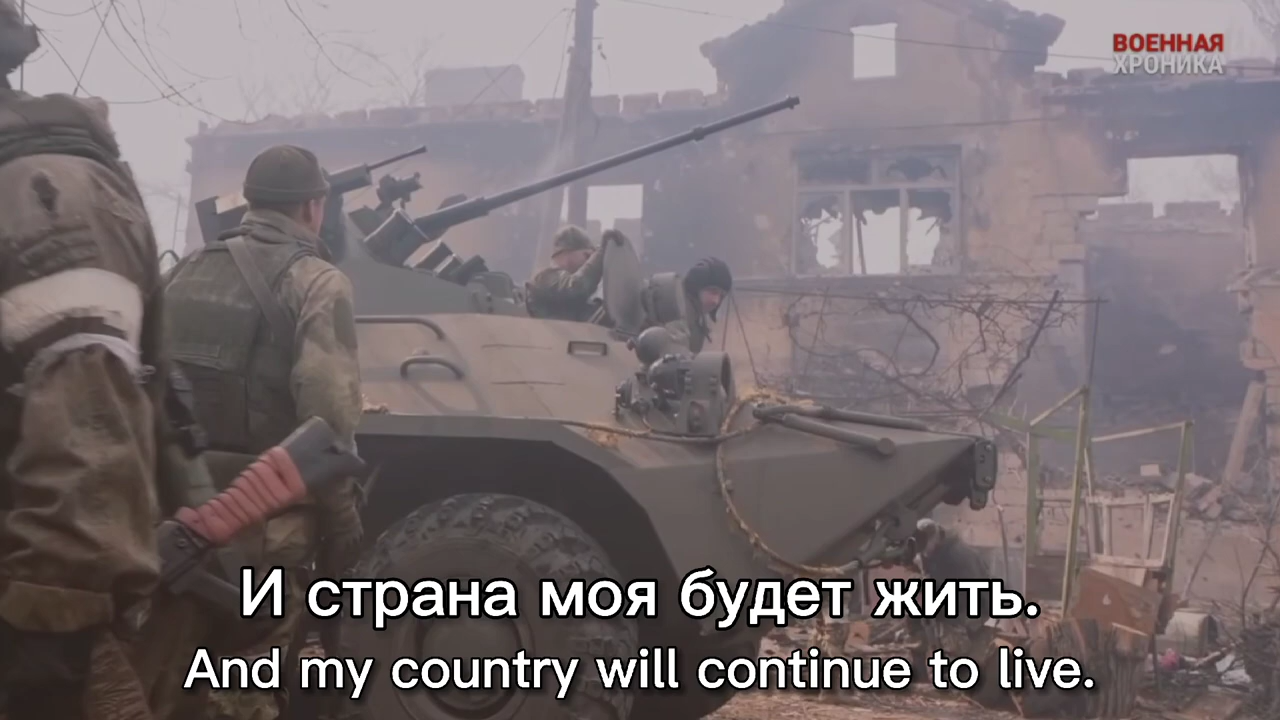 ВОЕННАЯ
ХРОНИКА
И страна моя будет жить.
And my country will continue to live.